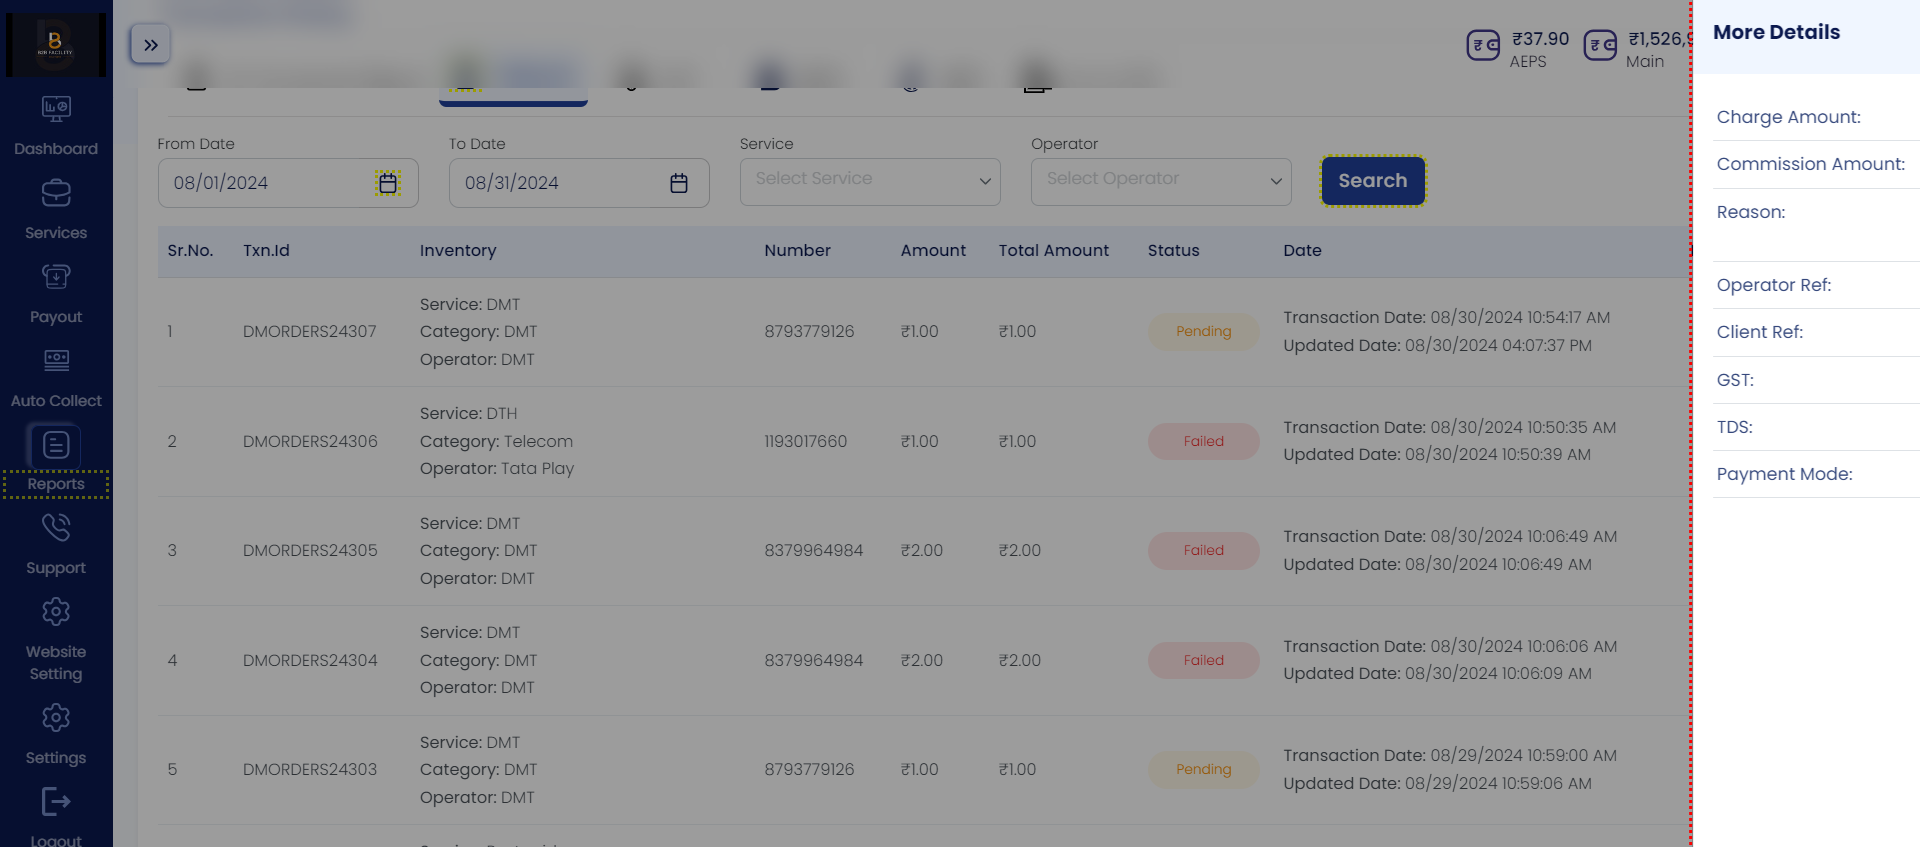 B2B FACILITY
Dashboard
Services
Payout
Auto Collect
Reports
Support
Website
Setting
Settings
Logout
₹37.90
AEPS
₹1,526,9
Main
From Date
08/01/2024
To Date
08/31/2024
Service
Select Service
Operator
Select Operator
Search
Sr.No. Txn.Id Inventory Number Amount Total Amount Status Date
Service: DMT
1 DMORDERS24307 Category: DMT 8793779126 ₹1.00 ₹1.00 Pending
Operator: DMT
Transaction Date: 08/30/2024 10:54:17 AM
Updated Date: 08/30/2024 04:07:37 PM
Service: DTH
2 DMORDERS24306 Category: Telecom 1193017660 ₹1.00 ₹1.00 Failed
Operator: Tata Play
Transaction Date: 08/30/2024 10:50:35 AM
Updated Date: 08/30/2024 10:50:39 AM
Service: DMT
3 DMORDERS24305 Category: DMT 8379964984 ₹2.00 ₹2.00 Failed
Operator: DMT
Transaction Date: 08/30/2024 10:06:49 AM
Updated Date: 08/30/2024 10:06:49 AM
Service: DMT
4 DMORDERS24304 Category: DMT 8379964984 ₹2.00 ₹2.00 Failed
Operator: DMT
Transaction Date: 08/30/2024 10:06:06 AM
Updated Date: 08/30/2024 10:06:09 AM
Service: DMT
5 DMORDERS24303 Category: DMT 8793779126 ₹1.00 ₹1.00 Pending
Operator: DMT
Transaction Date: 08/29/2024 10:59:00 AM
Updated Date: 08/29/2024 10:59:06 AM
More Details
Charge Amount:
Commission Amount:
Reason:
Operator Ref:
Client Ref:
GST:
TDS:
Payment Mode: